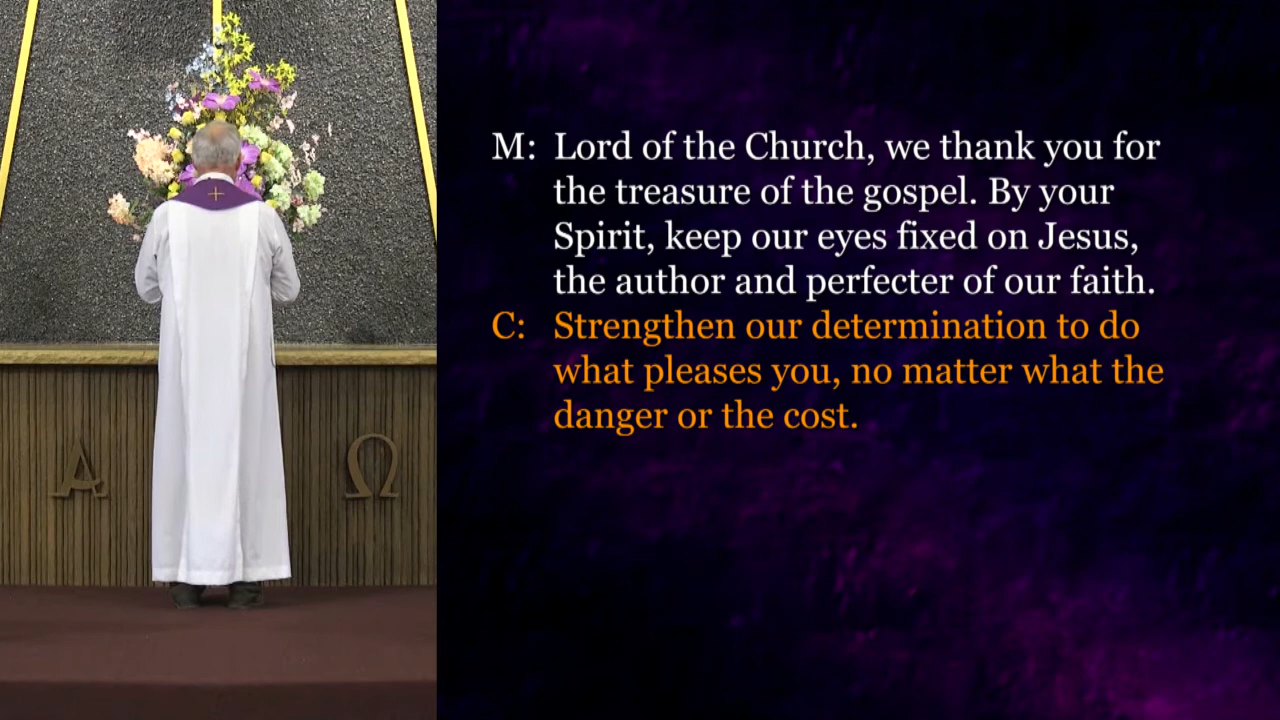 M: Lord of the Church, we thank you for
the treasure of the gospel. By your
Spirit, keep our eyes fixed on Jesus,
the author and perfecter of our faith.
C: Strengthen our determination to do
what pleases you, no matter what the
danger or the cost.
Α Ω